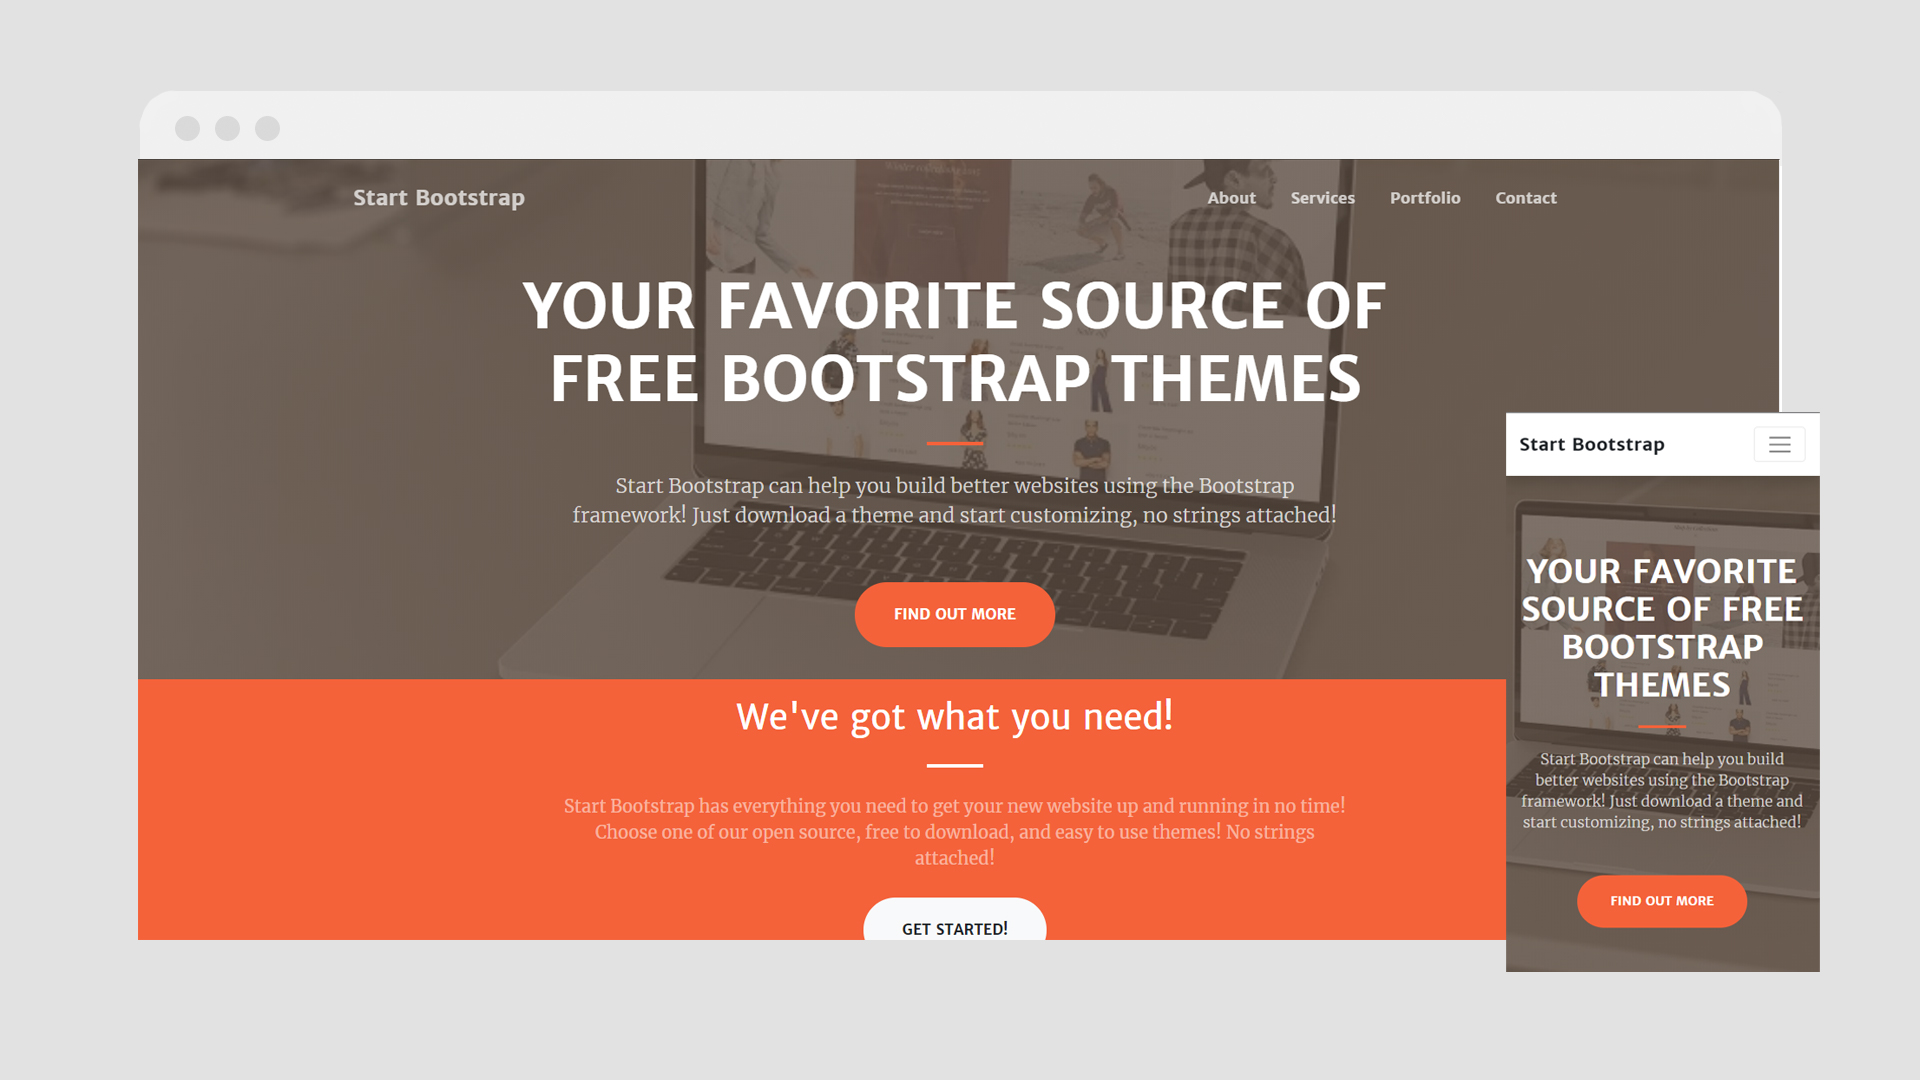 Start Bootstrap
About Services Portfolio Contact
YOUR FAVORITE SOURCE OF
FREE BOOTSTRAP THEMES
Start Bootstrap can help you build better websites using the Bootstrap
framework! Just download a theme and start customizing, no strings attached!
FIND OUT MORE
We've got what you need!
Start Bootstrap has everything you need to get your new website up and running in no time!
Choose one of our open source, free to download, and easy to use themes! No strings
attached!
GET STARTED!
Start Bootstrap
YOUR FAVORITE
SOURCE OF FREE
BOOTSTRAP
THEMES
Start Bootstrap can help you build
better websites using the Bootstrap
framework! Just download a theme and
start customizing, no strings attached!
FIND OUT MORE